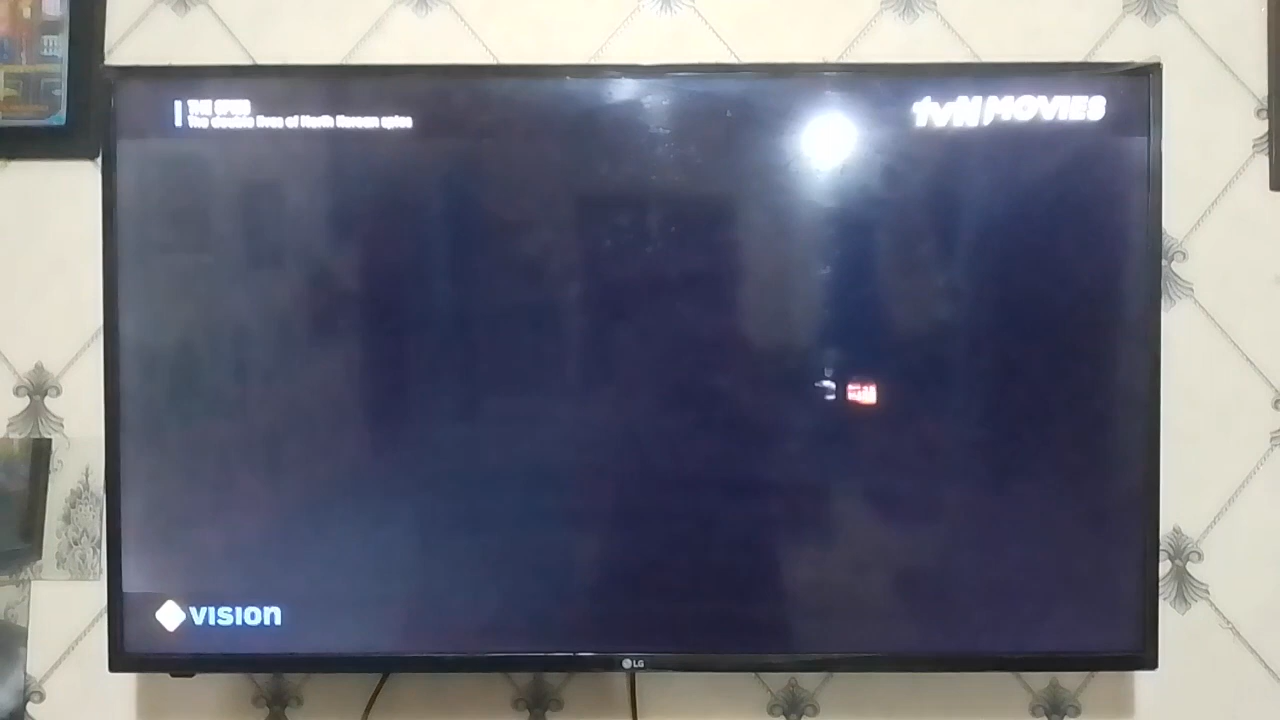 THE SPIES
The double lives of North Korean spies
tvN MOVIES
vision
LG